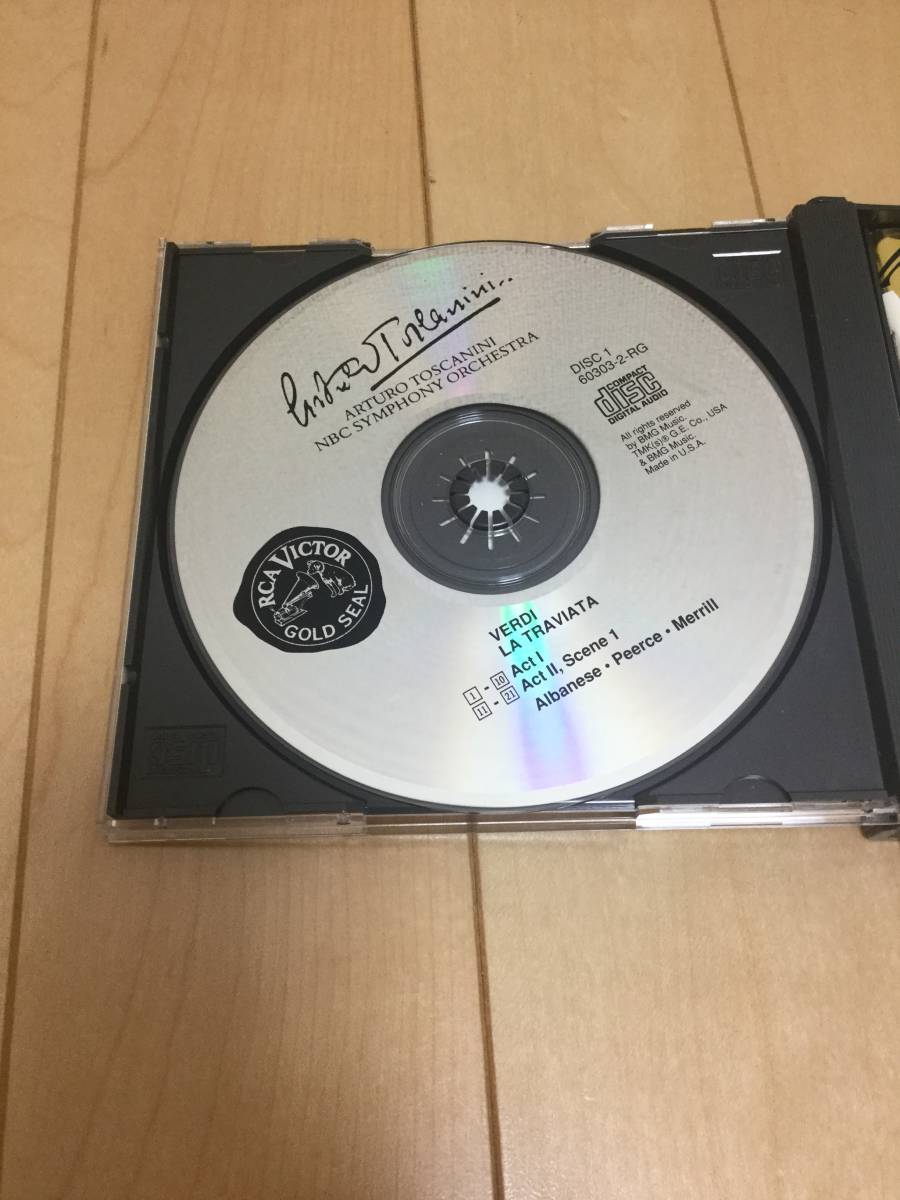 Arturo Toscanini..
ARTURO TOSCANINI
NBC SYMPHONY ORCHESTRA
DISC 1
60303-2-RG
COMPACT
disc
DIGITAL AUDIO
All rights reserved
by BMG Music.
TMK(s)® G.E. Co., USA
& BMG Music.
Made in U.S.A.
RCA VICTOR
GOLD SEAL
VERDI
LA TRAVIATA
1 - 10 Act I
11 - 21 Act II, Scene 1
Albanese • Peerce • Merrill